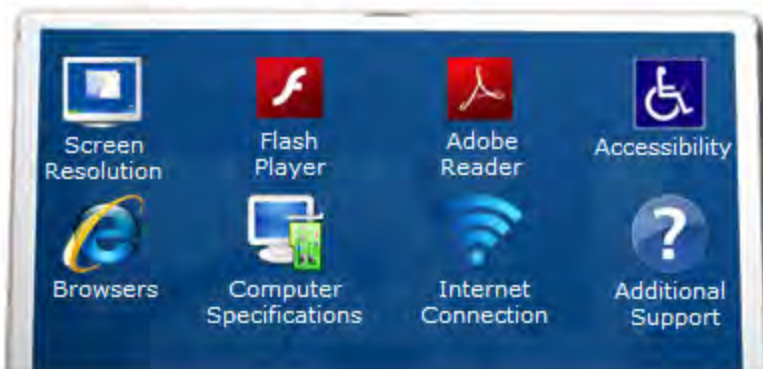 Screen
Resolution
Flash
Player
Adobe
Reader
Accessibility
Browsers
Computer
Specifications
Internet
Connection
Additional
Support